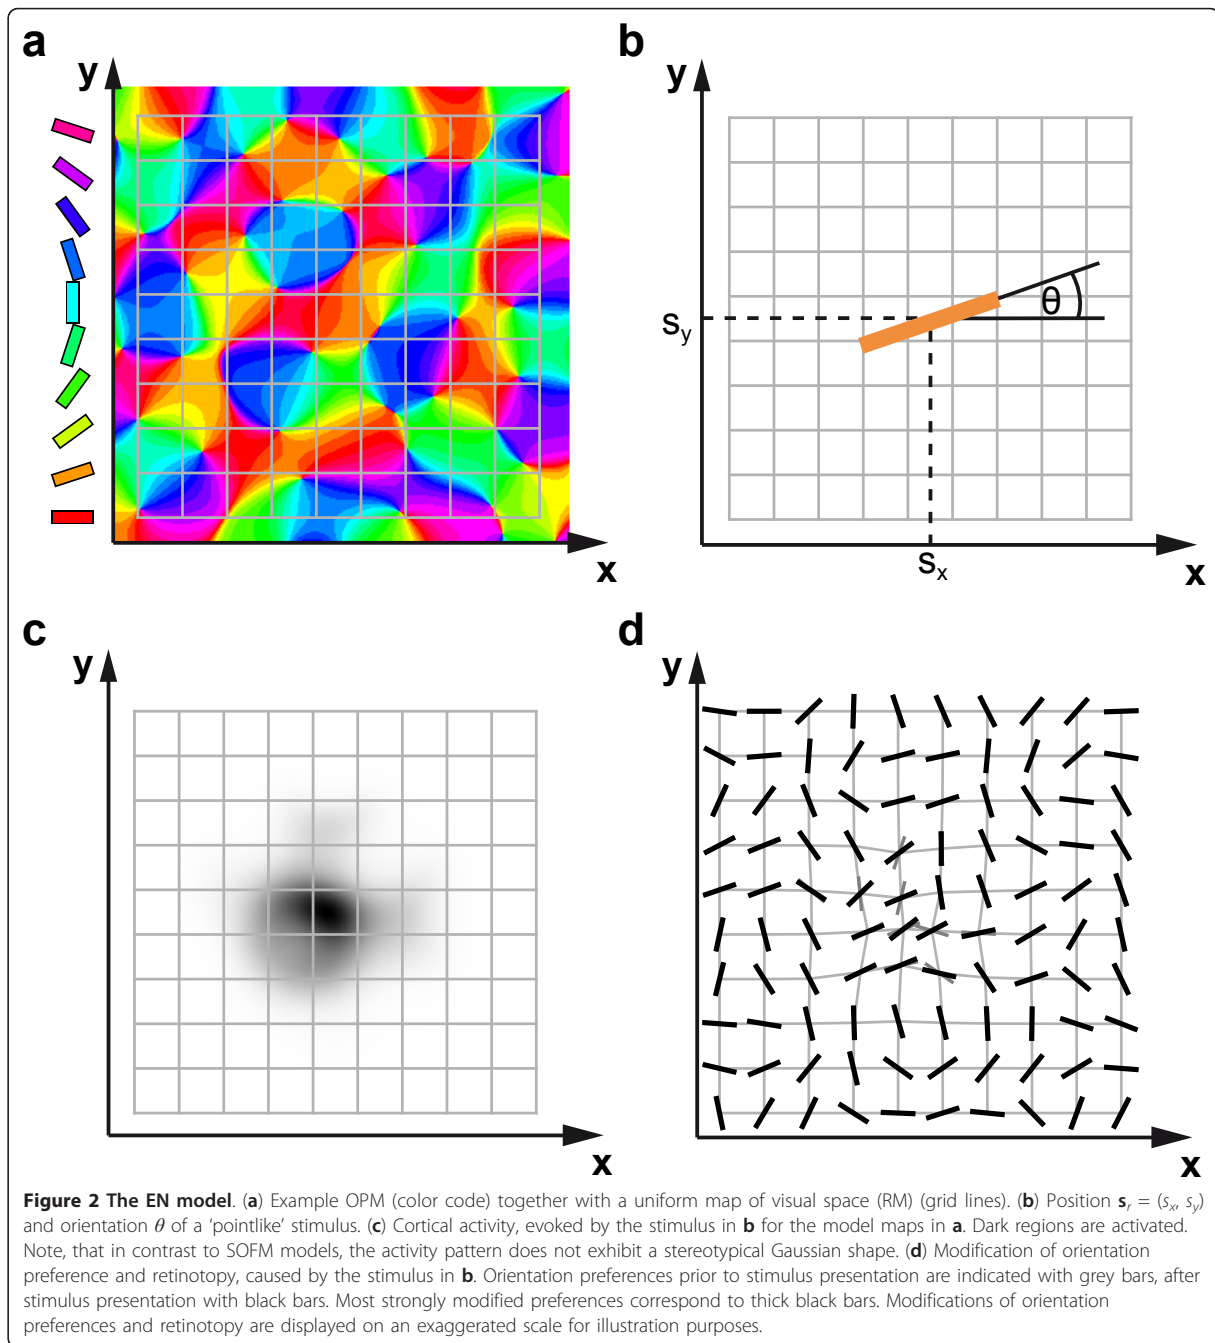 a
b
y
y
θ
s_y
s_x
x
x
c
d
y
y
x
x
Figure 2 The EN model. (a) Example OPM (color code) together with a uniform map of visual space (RM) (grid lines). (b) Position s_r = (s_x, s_y)
and orientation θ of a ‘pointlike’ stimulus. (c) Cortical activity, evoked by the stimulus in b for the model maps in a. Dark regions are activated.
Note, that in contrast to SOFM models, the activity pattern does not exhibit a stereotypical Gaussian shape. (d) Modification of orientation
preference and retinotopy, caused by the stimulus in b. Orientation preferences prior to stimulus presentation are indicated with grey bars, after
stimulus presentation with black bars. Most strongly modified preferences correspond to thick black bars. Modifications of orientation
preferences and retinotopy are displayed on an exaggerated scale for illustration purposes.